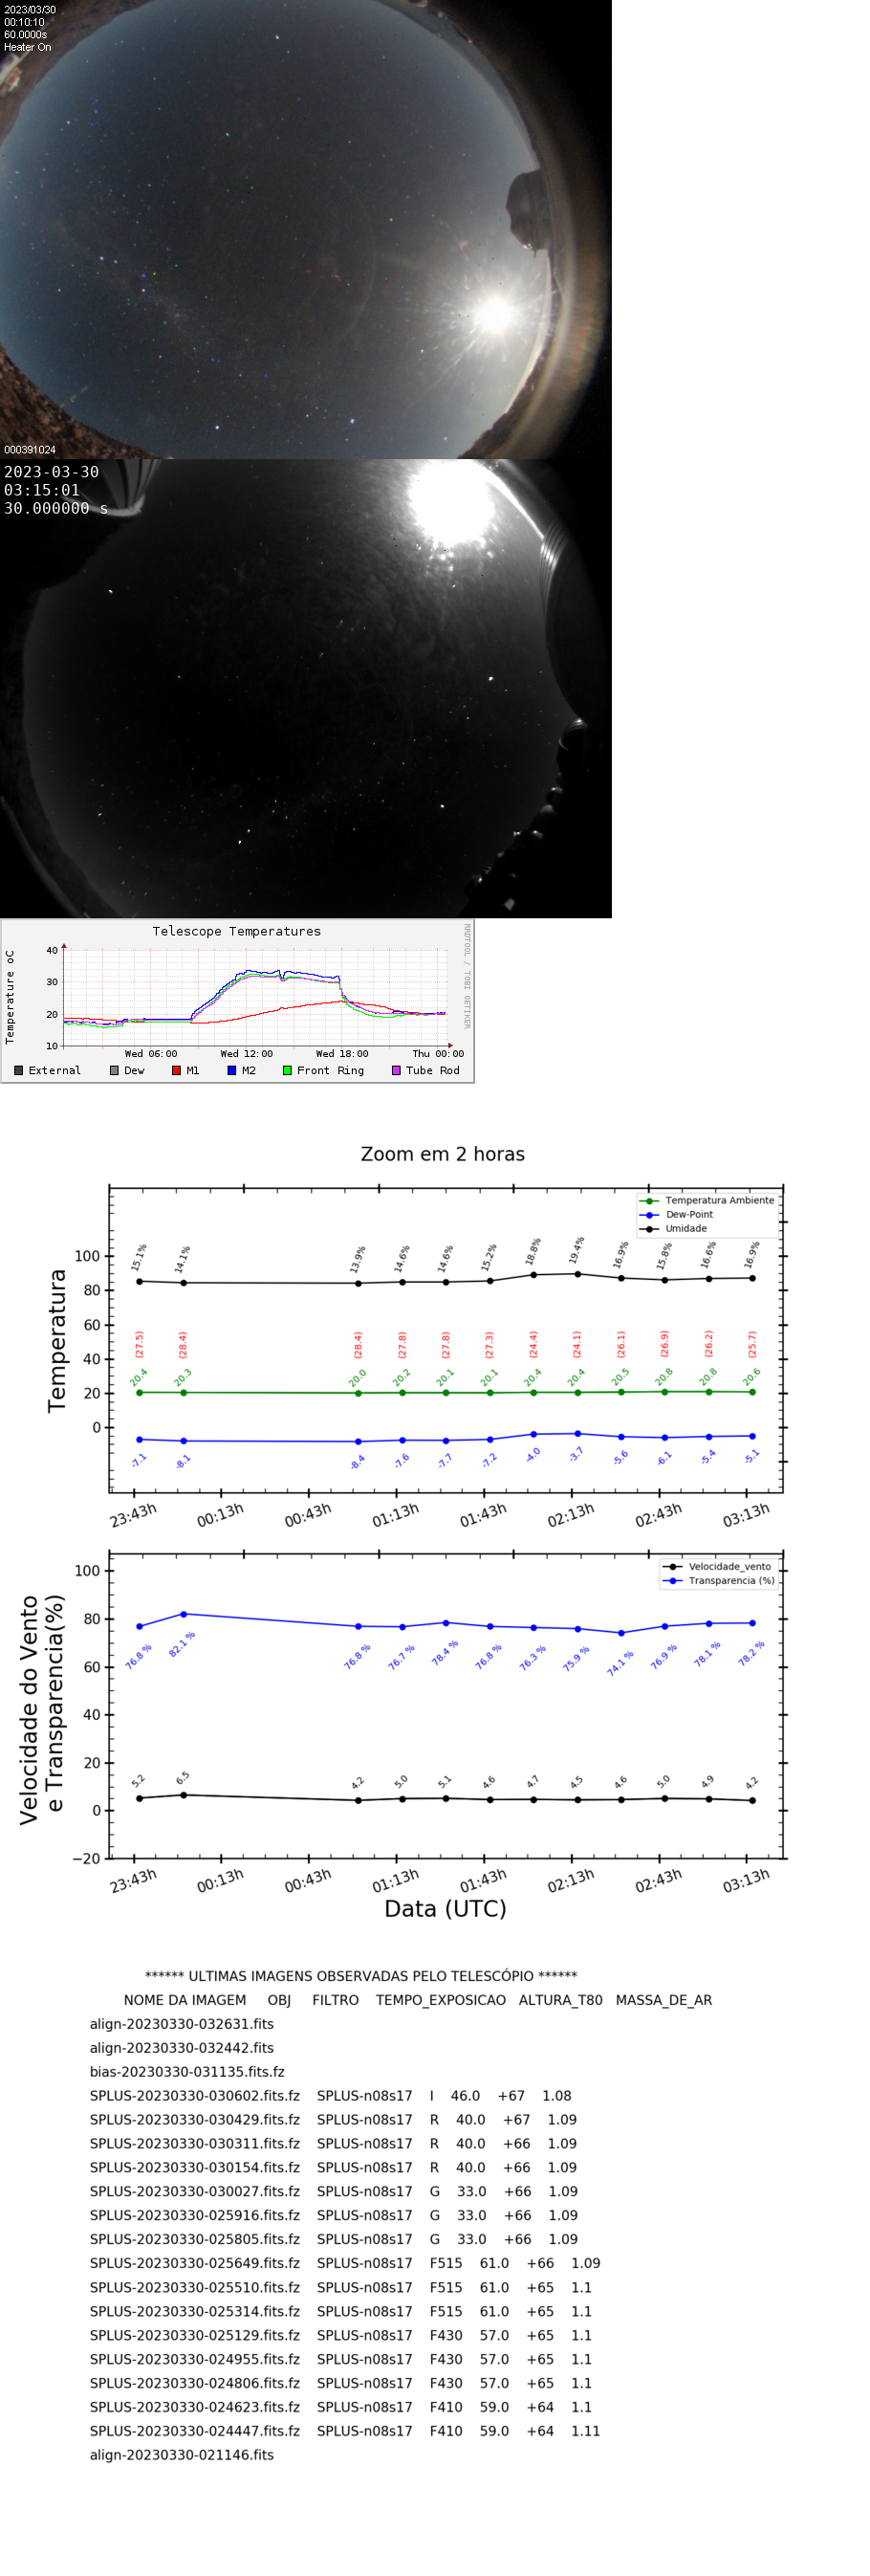 2023/03/30
00:10:10
60.0000s
Heater On
000391024
2023-03-30
03:15:01
30.000000 s
Telescope Temperatures
RRDTOOL / TOBI OETIKER
Temperature oC
40
30
20
10
Wed 06:00 Wed 12:00 Wed 18:00 Thu 00:00
External Dew M1 M2 Front Ring Tube Rod
Zoom em 2 horas
Temperatura Ambiente
Dew-Point
Umidade
Temperatura
100
80
60
40
20
0
15.1% 14.1% 13.9% 14.6% 14.6% 15.2% 18.8% 19.4% 16.9% 15.8% 16.6% 16.9%
(27.5) (28.4) (28.4) (27.8) (27.8) (27.3) (24.4) (24.1) (26.1) (26.9) (26.2) (25.7)
20.4 20.3 20.0 20.2 20.1 20.1 20.4 20.4 20.5 20.8 20.8 20.6
-7.1 -8.1 -8.4 -7.6 -7.7 -7.2 -4.0 -3.7 -5.6 -6.1 -5.4 -5.1
23:43h 00:13h 00:43h 01:13h 01:43h 02:13h 02:43h 03:13h
Velocidade_vento
Transparencia (%)
Velocidade do Vento
e Transparencia(%)
100
80
60
40
20
0
−20
76.8 % 82.1 % 76.8 % 76.7 % 78.4 % 76.8 % 76.3 % 75.9 % 74.1 % 76.9 % 78.1 % 78.2 %
5.2 6.5 4.2 5.0 5.1 4.6 4.7 4.5 4.6 5.0 4.9 4.2
23:43h 00:13h 00:43h 01:13h 01:43h 02:13h 02:43h 03:13h
Data (UTC)
****** ULTIMAS IMAGENS OBSERVADAS PELO TELESCÓPIO ******
NOME DA IMAGEM OBJ FILTRO TEMPO_EXPOSICAO ALTURA_T80 MASSA_DE_AR
align-20230330-032631.fits
align-20230330-032442.fits
bias-20230330-031135.fits.fz
SPLUS-20230330-030602.fits.fz SPLUS-n08s17 I 46.0 +67 1.08
SPLUS-20230330-030429.fits.fz SPLUS-n08s17 R 40.0 +67 1.09
SPLUS-20230330-030311.fits.fz SPLUS-n08s17 R 40.0 +66 1.09
SPLUS-20230330-030154.fits.fz SPLUS-n08s17 R 40.0 +66 1.09
SPLUS-20230330-030027.fits.fz SPLUS-n08s17 G 33.0 +66 1.09
SPLUS-20230330-025916.fits.fz SPLUS-n08s17 G 33.0 +66 1.09
SPLUS-20230330-025805.fits.fz SPLUS-n08s17 G 33.0 +66 1.09
SPLUS-20230330-025649.fits.fz SPLUS-n08s17 F515 61.0 +66 1.09
SPLUS-20230330-025510.fits.fz SPLUS-n08s17 F515 61.0 +65 1.1
SPLUS-20230330-025314.fits.fz SPLUS-n08s17 F515 61.0 +65 1.1
SPLUS-20230330-025129.fits.fz SPLUS-n08s17 F430 57.0 +65 1.1
SPLUS-20230330-024955.fits.fz SPLUS-n08s17 F430 57.0 +65 1.1
SPLUS-20230330-024806.fits.fz SPLUS-n08s17 F430 57.0 +65 1.1
SPLUS-20230330-024623.fits.fz SPLUS-n08s17 F410 59.0 +64 1.1
SPLUS-20230330-024447.fits.fz SPLUS-n08s17 F410 59.0 +64 1.11
align-20230330-021146.fits